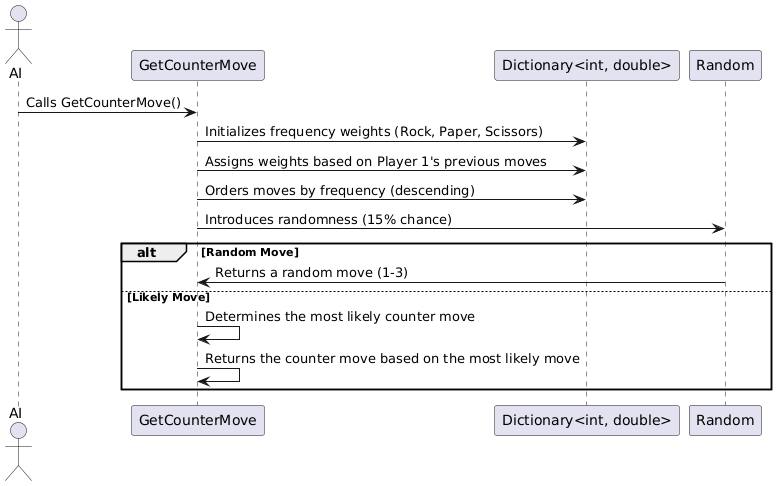 AI
GetCounterMove
Dictionary<int, double>
Random
Calls GetCounterMove()
Initializes frequency weights (Rock, Paper, Scissors)
Assigns weights based on Player 1's previous moves
Orders moves by frequency (descending)
Introduces randomness (15% chance)
alt
[Random Move]
Returns a random move (1-3)
[Likely Move]
Determines the most likely counter move
Returns the counter move based on the most likely move
AI
GetCounterMove
Dictionary<int, double>
Random